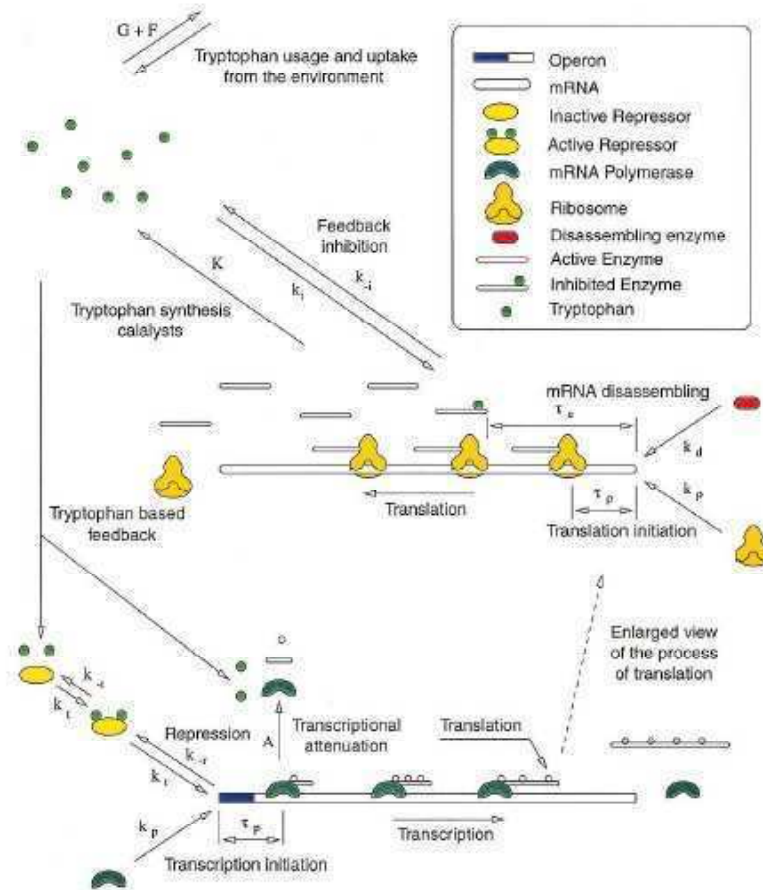 G + F
Tryptophan usage and uptake
from the environment
Operon
mRNA
Inactive Repressor
Active Repressor
mRNA Polymerase
Ribosome
Disassembling enzyme
Active Enzyme
Inhibited Enzyme
Tryptophan
Feedback
inhibition
K
k -i
k i
Tryptophan synthesis
calalysts
mRNA disassembling
τ e
k d
k p
τ ρ
Translation
Translation initiation
Tryptophan based
feedback
Enlarged view
of the process
of translation
k -t
k t
Repression
k -r
k r
A
Transcriptional
attenuation
Translation
k p
τ p
Transcription
Transcription initiation